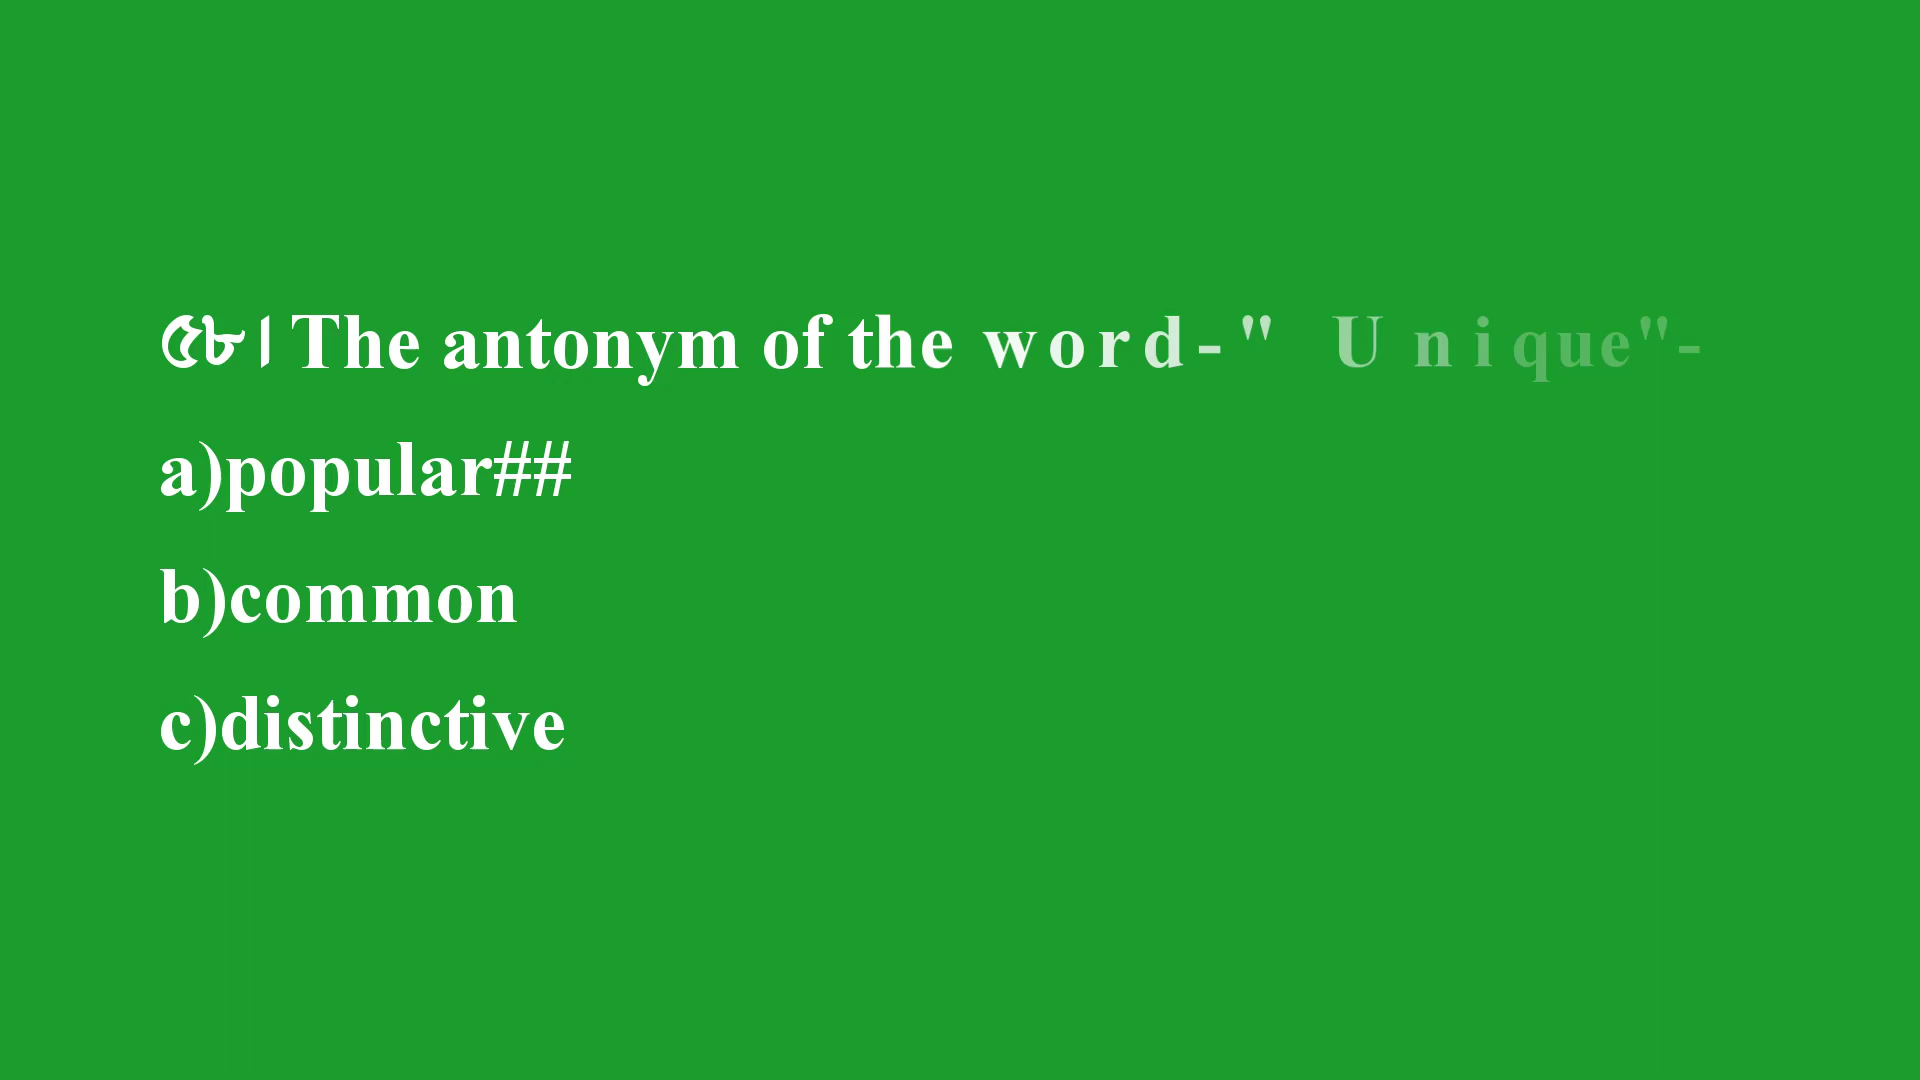 ৫৮। The antonym of the word-" Unique"-
a)popular##
b)common
c)distinctive